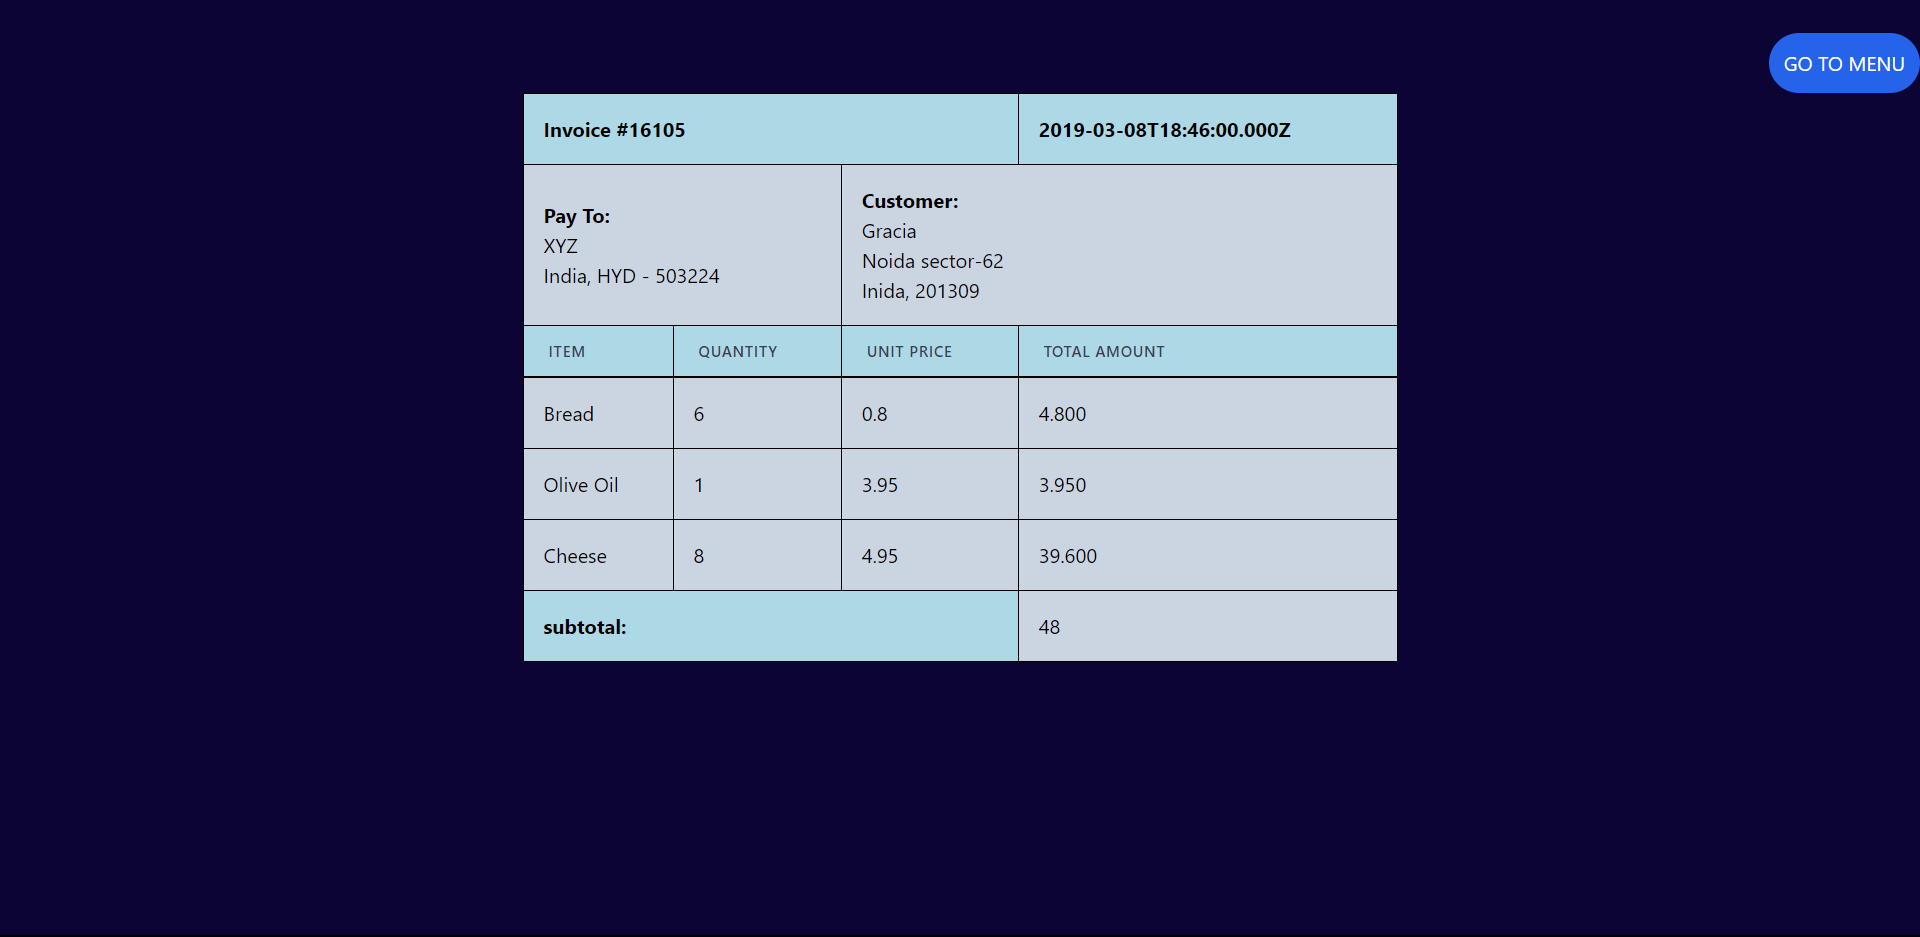 GO TO MENU
Invoice #16105 2019-03-08T18:46:00.000Z
Pay To:
XYZ
India, HYD - 503224
Customer:
Gracia
Noida sector-62
Inida, 201309
ITEM QUANTITY UNIT PRICE TOTAL AMOUNT
Bread 6 0.8 4.800
Olive Oil 1 3.95 3.950
Cheese 8 4.95 39.600
subtotal: 48